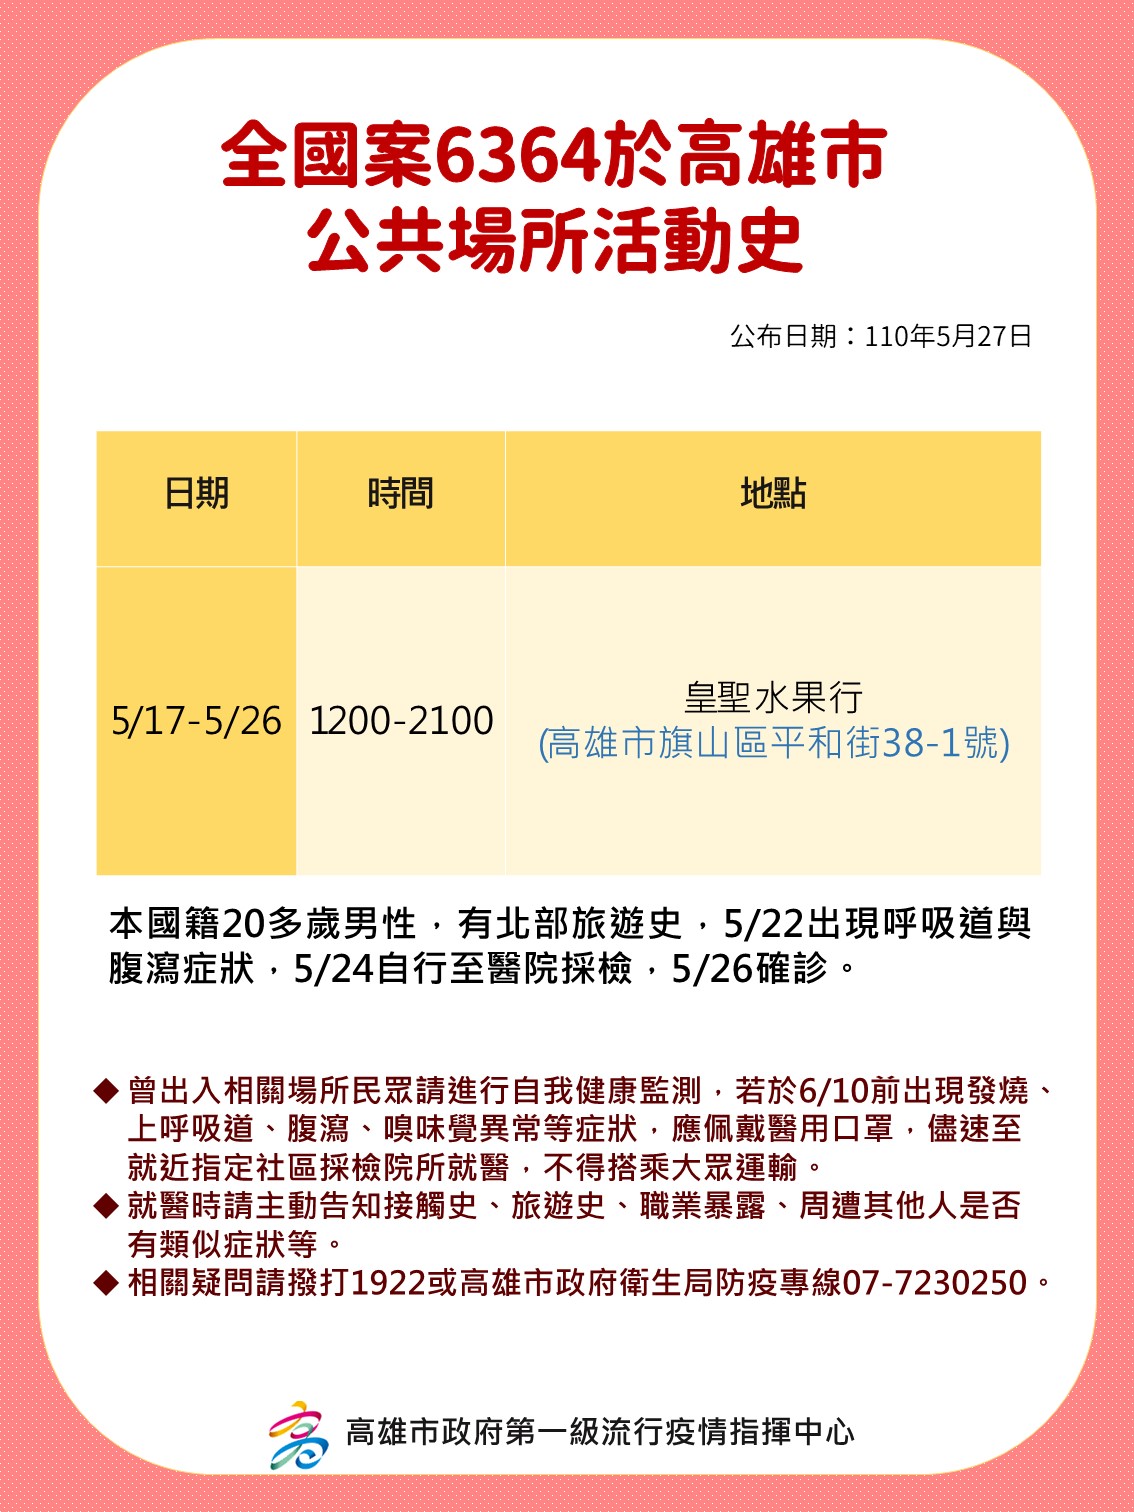 全國案6364於高雄市
公共場所活動史
公布日期：110年5月27日
日期 時間 地點
5/17-5/26 1200-2100 皇聖水果行
(高雄市旗山區平和街38-1號)
本國籍20多歲男性，有北部旅遊史，5/22出現呼吸道與
腹瀉症狀，5/24自行至醫院採檢，5/26確診。
◆ 曾出入相關場所民眾請進行自我健康監測，若於6/10前出現發燒、
上呼吸道、腹瀉、嗅味覺異常等症狀，應佩戴醫用口罩，儘速至
就近指定社區採檢院所就醫，不得搭乘大眾運輸。
◆ 就醫時請主動告知接觸史、旅遊史、職業暴露、周遭其他人是否
有類似症狀等。
◆ 相關疑問請撥打1922或高雄市政府衛生局防疫專線07-7230250。
高雄市政府第一級流行疫情指揮中心